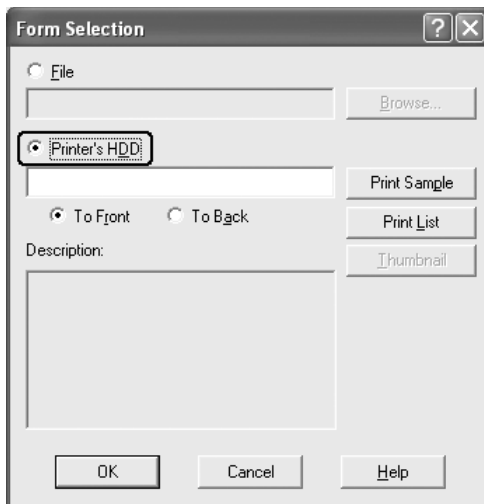 Form Selection
File
Browse...
Printer's HDD
Print Sample
To Front To Back
Print List
Description:
Thumbnail
OK Cancel Help